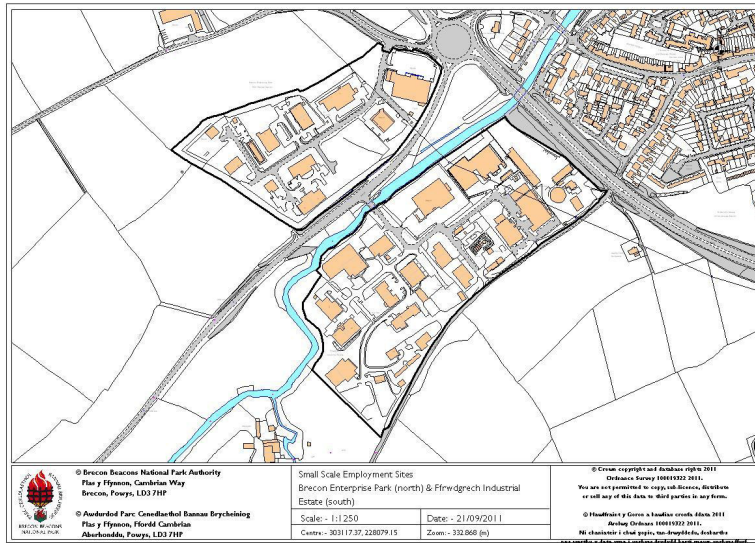 BRECON BEACONS
NATIONAL PARK
© Brecon Beacons National Park Authority
Plas y Ffynnon, Cambrian Way
Brecon, Powys, LD3 7HP
© Awdurdod Parc Cenedlaethol Bannau Brycheiniog
Plas y Ffynnon, Ffordd Cambrian
Aberhonddu, Powys, LD3 7HP
Small Scale Employment Sites
Brecon Enterprise Park (north) & Ffrwdgrech Industrial
Estate (south)
Scale: - 1:1250
Date: - 21/09/2011
Centre: - 303117.37, 228079.15
Zoom: - 332.868 (m)
© Crown copyright and database rights 2011
Ordnance Survey 100019322 2011.
You are not permitted to copy, sub-licence, distribute
or sell any of this data to third parties in any form.
© Hawlfraint y Goron a hawliau cronfa ddata 2011
Arolwg Ordnans 100019322 2011.
Ni chaniateir i chwi gopïo, tan-drwyddedu, dosbarthu